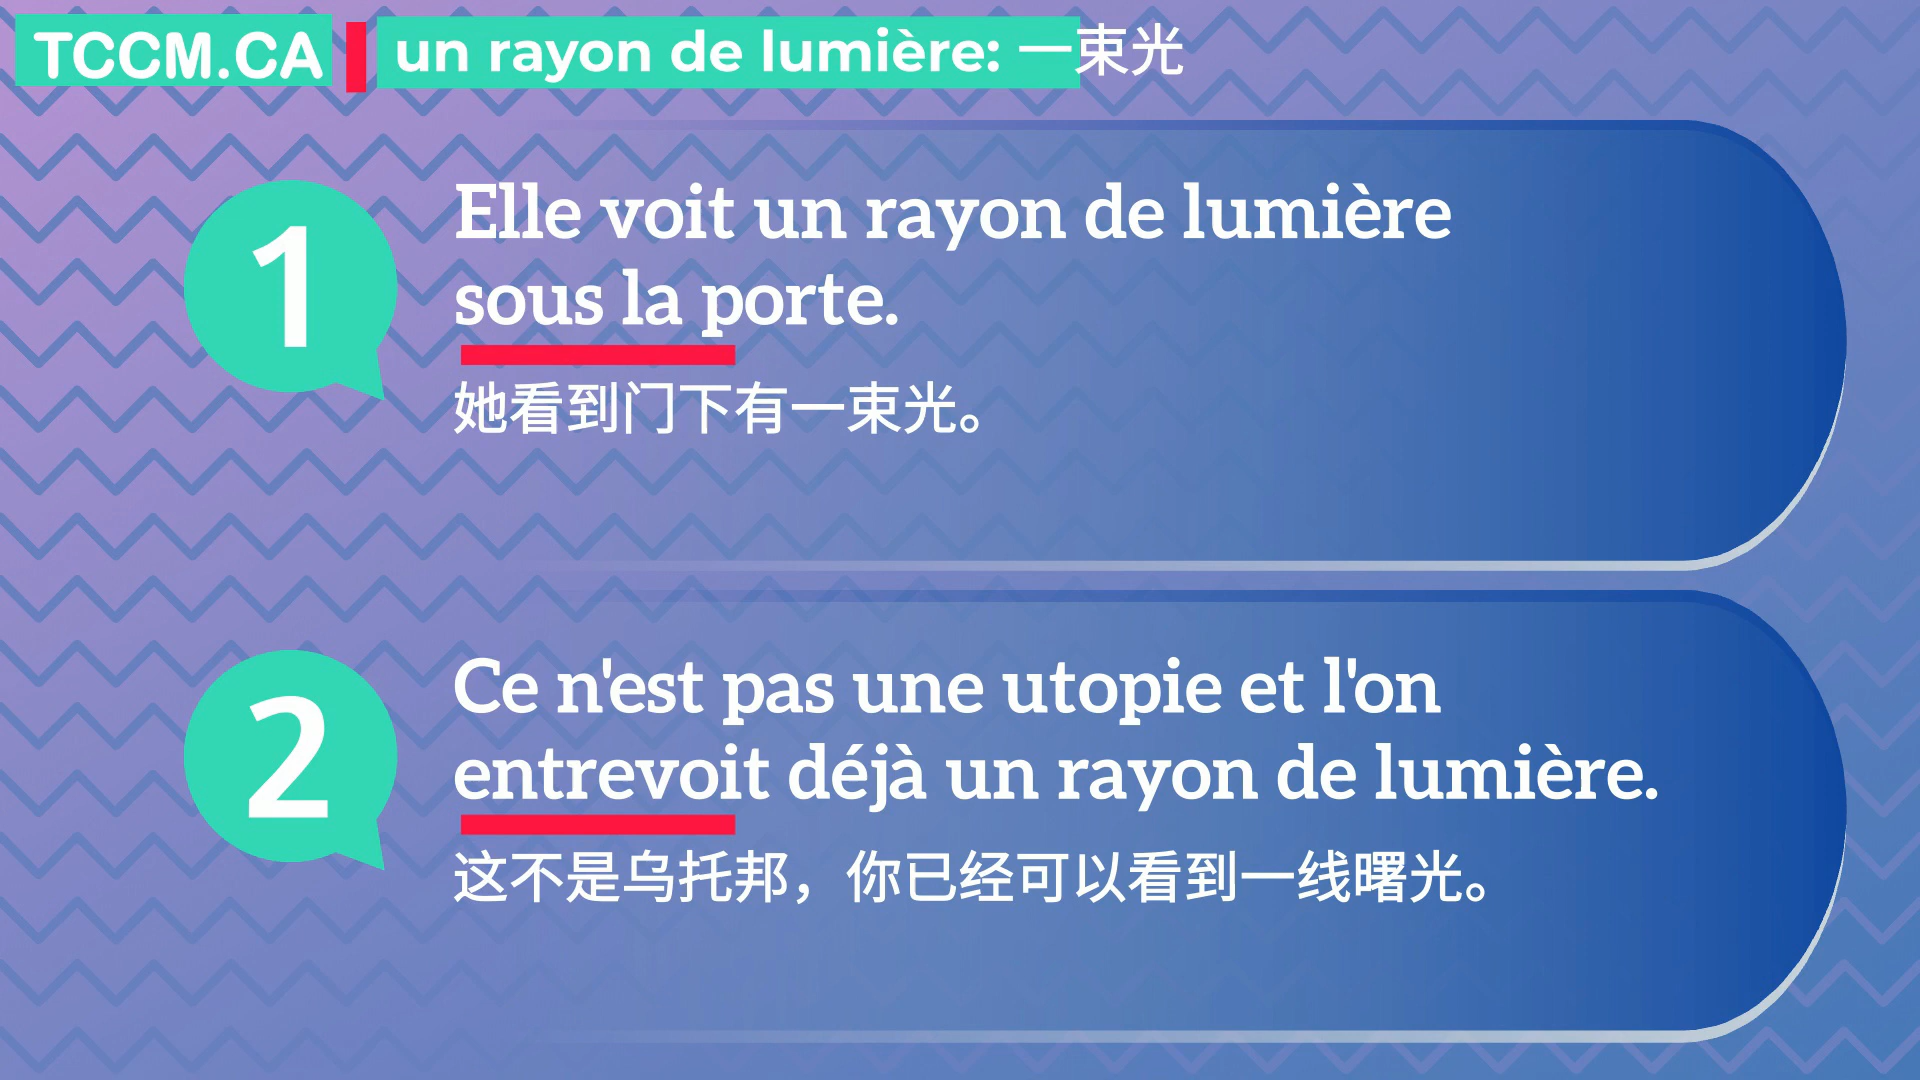 TCCM.CA
un rayon de lumière: 一束光
1
Elle voit un rayon de lumière
sous la porte.
她看到门下有一束光。
2
Ce n'est pas une utopie et l'on
entrevoit déjà un rayon de lumière.
这不是乌托邦，你已经可以看到一线曙光。